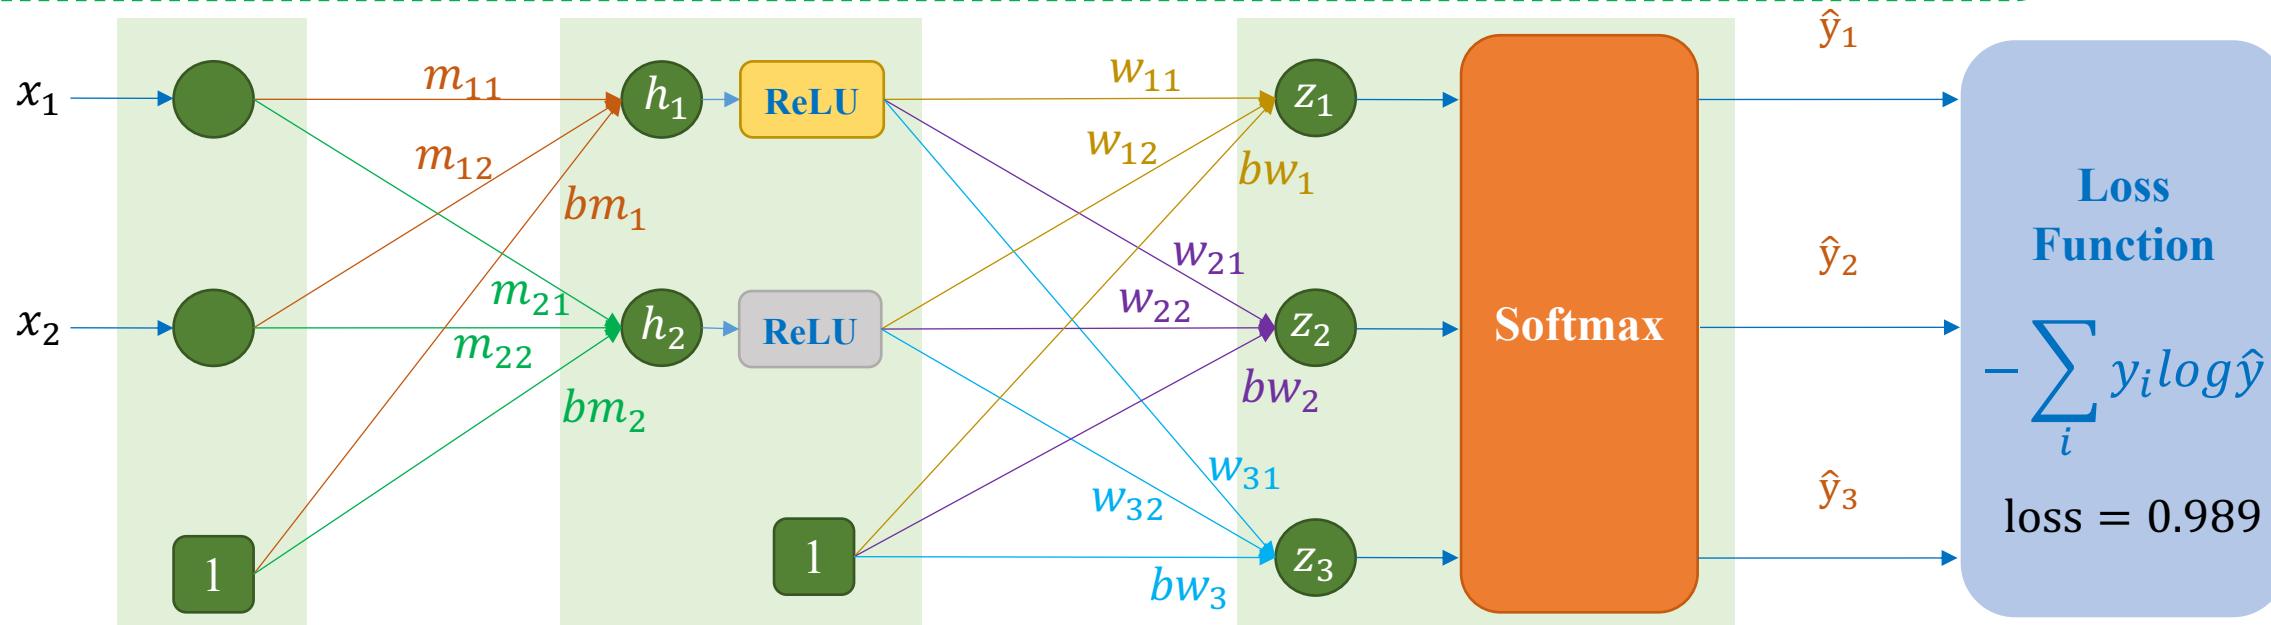 x₁
m₁₁
h₁
ReLU
w₁₁
z₁
ŷ₁
m₁₂
w₁₂
bm₁
bw₁
Loss
Function
x₂
m₂₁
m₂₂
h₂
ReLU
w₂₁
w₂₂
z₂
Softmax
ŷ₂
bm₂
bw₂
− ∑ yᵢlogŷ
i
w₃₁
w₃₂
ŷ₃
loss = 0.989
1
1
z₃
bw₃